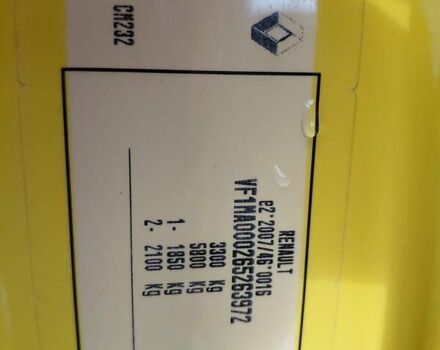 RENAULT
e2*2007/46*0016
VF1MA000265263972
3300 Kg
5800 Kg
1- 1850 Kg
2- 2100 Kg
CM232